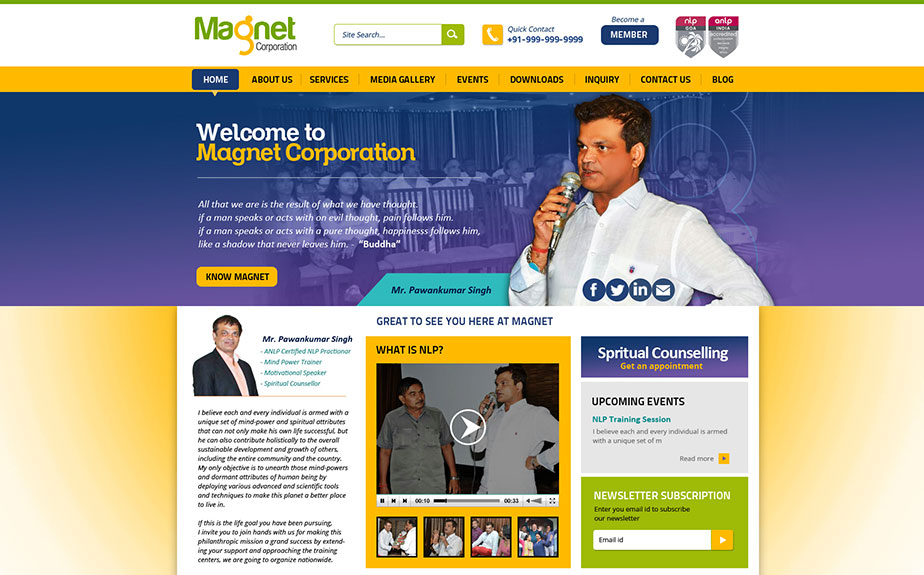 Magnet
Corporation
Site Search...
Quick Contact
+91-999-999-9999
Become a
MEMBER
nlp
GOA
anlp
INDIA
accredited
HOME
ABOUT US
SERVICES
MEDIA GALLERY
EVENTS
DOWNLOADS
INQUIRY
CONTACT US
BLOG
Welcome to
Magnet Corporation
All that we are is the result of what we have thought.
if a man speaks or acts with on evil thought, pain follows him.
if a man speaks or acts with a pure thought, happinesss follows him,
like a shadow that never leaves him. - “Buddha”
KNOW MAGNET
Mr. Pawankumar Singh
Mr. Pawankumar Singh
- ANLP Certified NLP Practionar
- Mind Power Trainer
- Motivational Speaker
- Spiritual Counsellor
I believe each and every individual is armed with a
unique set of mind-power and spiritual attributes
that can not only make his own life successful, but
he can also contribute holistically to the overall
sustainable development and growth of others,
including the entire community and the country.
My only objective is to unearth those mind-powers
and dormant attributes of human being by
deploying various advanced and scientific tools
and techniques to make this planet a better place
to live in.
If this is the life goal you have been pursuing,
I invite you to join hands with us for making this
philanthropic mission a grand success by extend-
ing your support and approaching the training
centers, we are going to organize nationwide.
GREAT TO SEE YOU HERE AT MAGNET
WHAT IS NLP?
00:10
00:33
Spritual Counselling
Get an appointment
UPCOMING EVENTS
NLP Training Session
I believe each and every individual is armed
with a unique set of m
Read more
NEWSLETTER SUBSCRIPTION
Enter you email id to subscribe
our newsletter
Email id